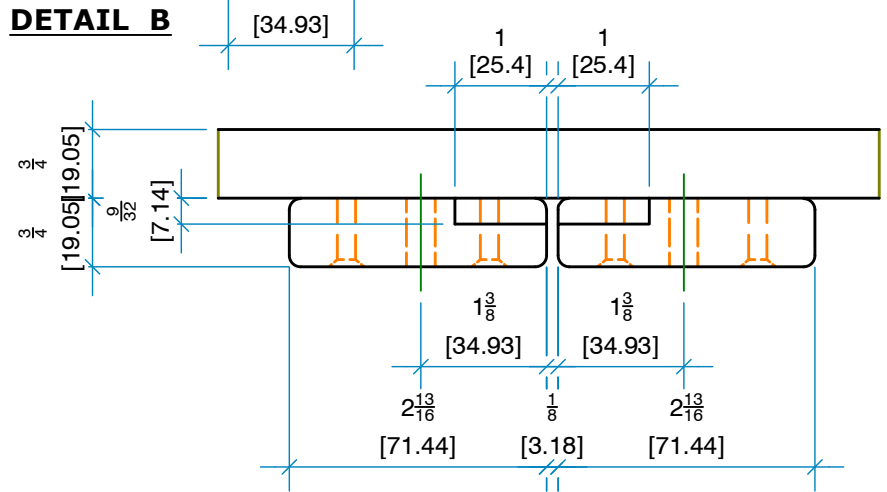 DETAIL B
[34.93]
1 1
[25.4] [25.4]
3/4
[19.05]
3/4
[19.05]
9/32
[7.14]
1 3/8 1 3/8
[34.93] [34.93]
2 13/16 1/8 2 13/16
[71.44] [3.18] [71.44]